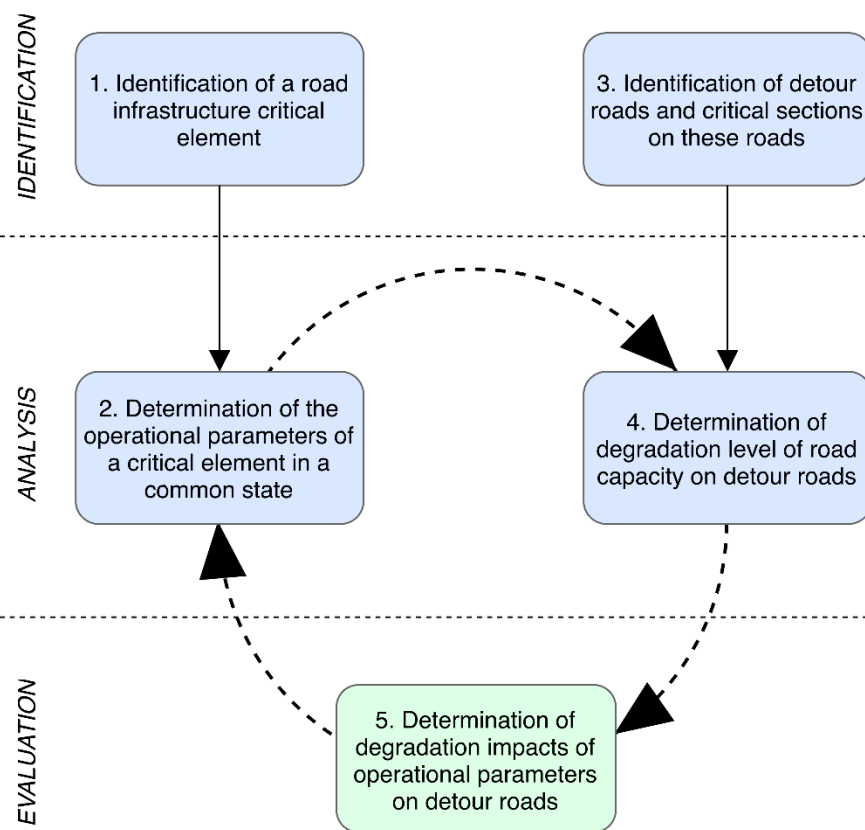 IDENTIFICATION
1. Identification of a road
infrastructure critical
element
3. Identification of detour
roads and critical sections
on these roads
ANALYSIS
2. Determination of the
operational parameters of
a critical element in a
common state
4. Determination of
degradation level of road
capacity on detour roads
EVALUATION
5. Determination of
degradation impacts of
operational parameters
on detour roads